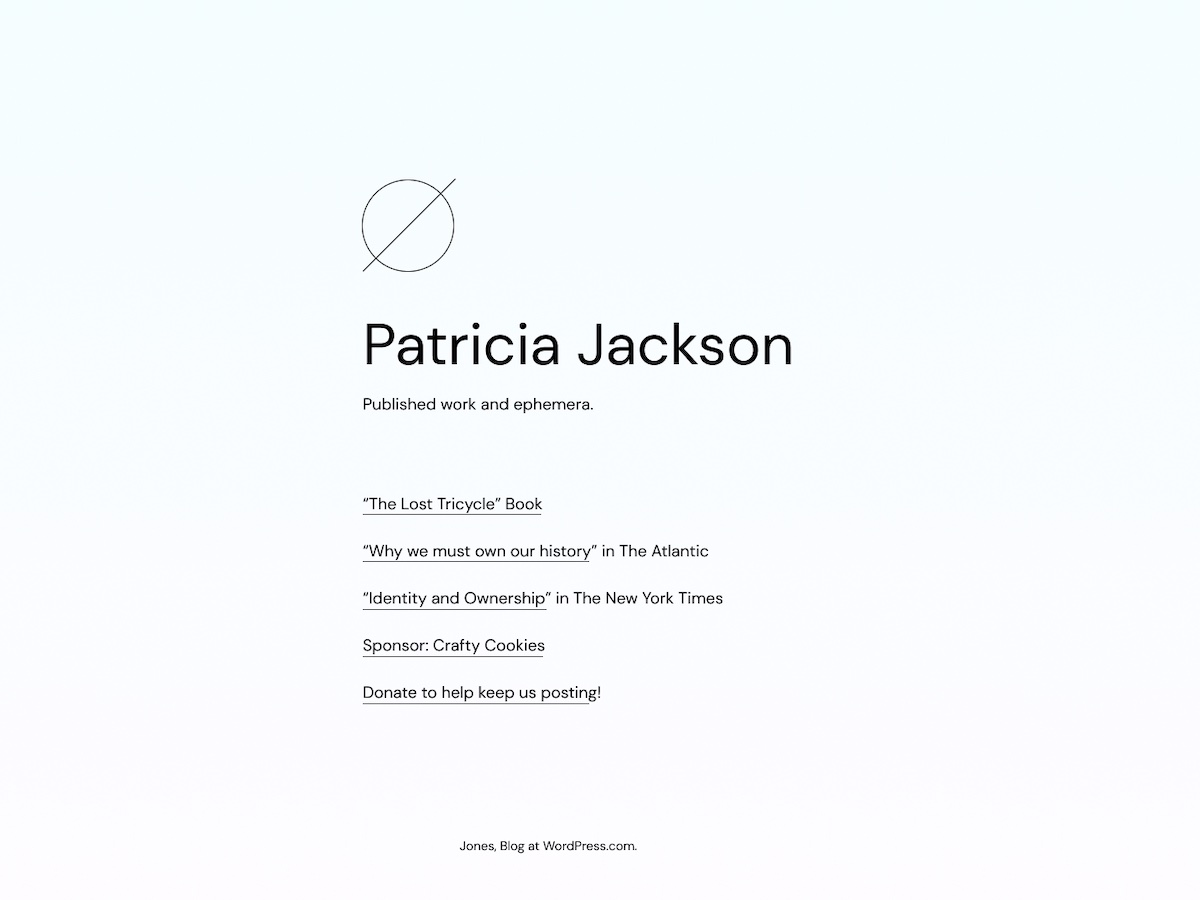 Patricia Jackson
Published work and ephemera.
“The Lost Tricycle” Book
“Why we must own our history” in The Atlantic
“Identity and Ownership” in The New York Times
Sponsor: Crafty Cookies
Donate to help keep us posting!
Jones, Blog at WordPress.com.